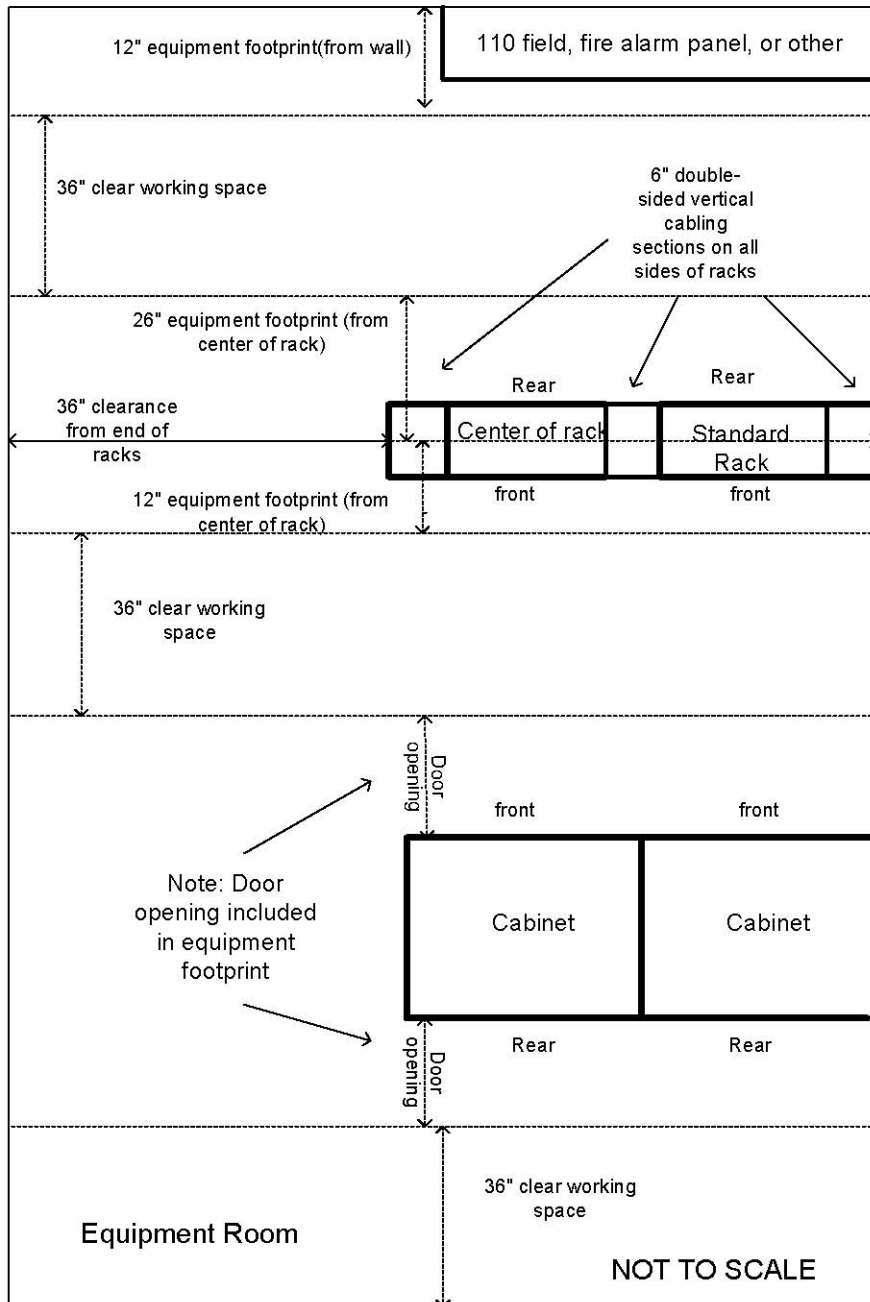 12" equipment footprint(from wall)
110 field, fire alarm panel, or other
36" clear working space
6" double-
sided vertical
cabling
sections on all
sides of racks
26" equipment footprint (from
center of rack)
Rear
Rear
36" clearance
from end of
racks
Center of rack
Standard
Rack
12" equipment footprint (from
center of rack)
front
front
36" clear working
space
Door
opening
front
front
Note: Door
opening included
in equipment
footprint
Cabinet
Cabinet
Door
opening
Rear
Rear
36" clear working
space
Equipment Room
NOT TO SCALE